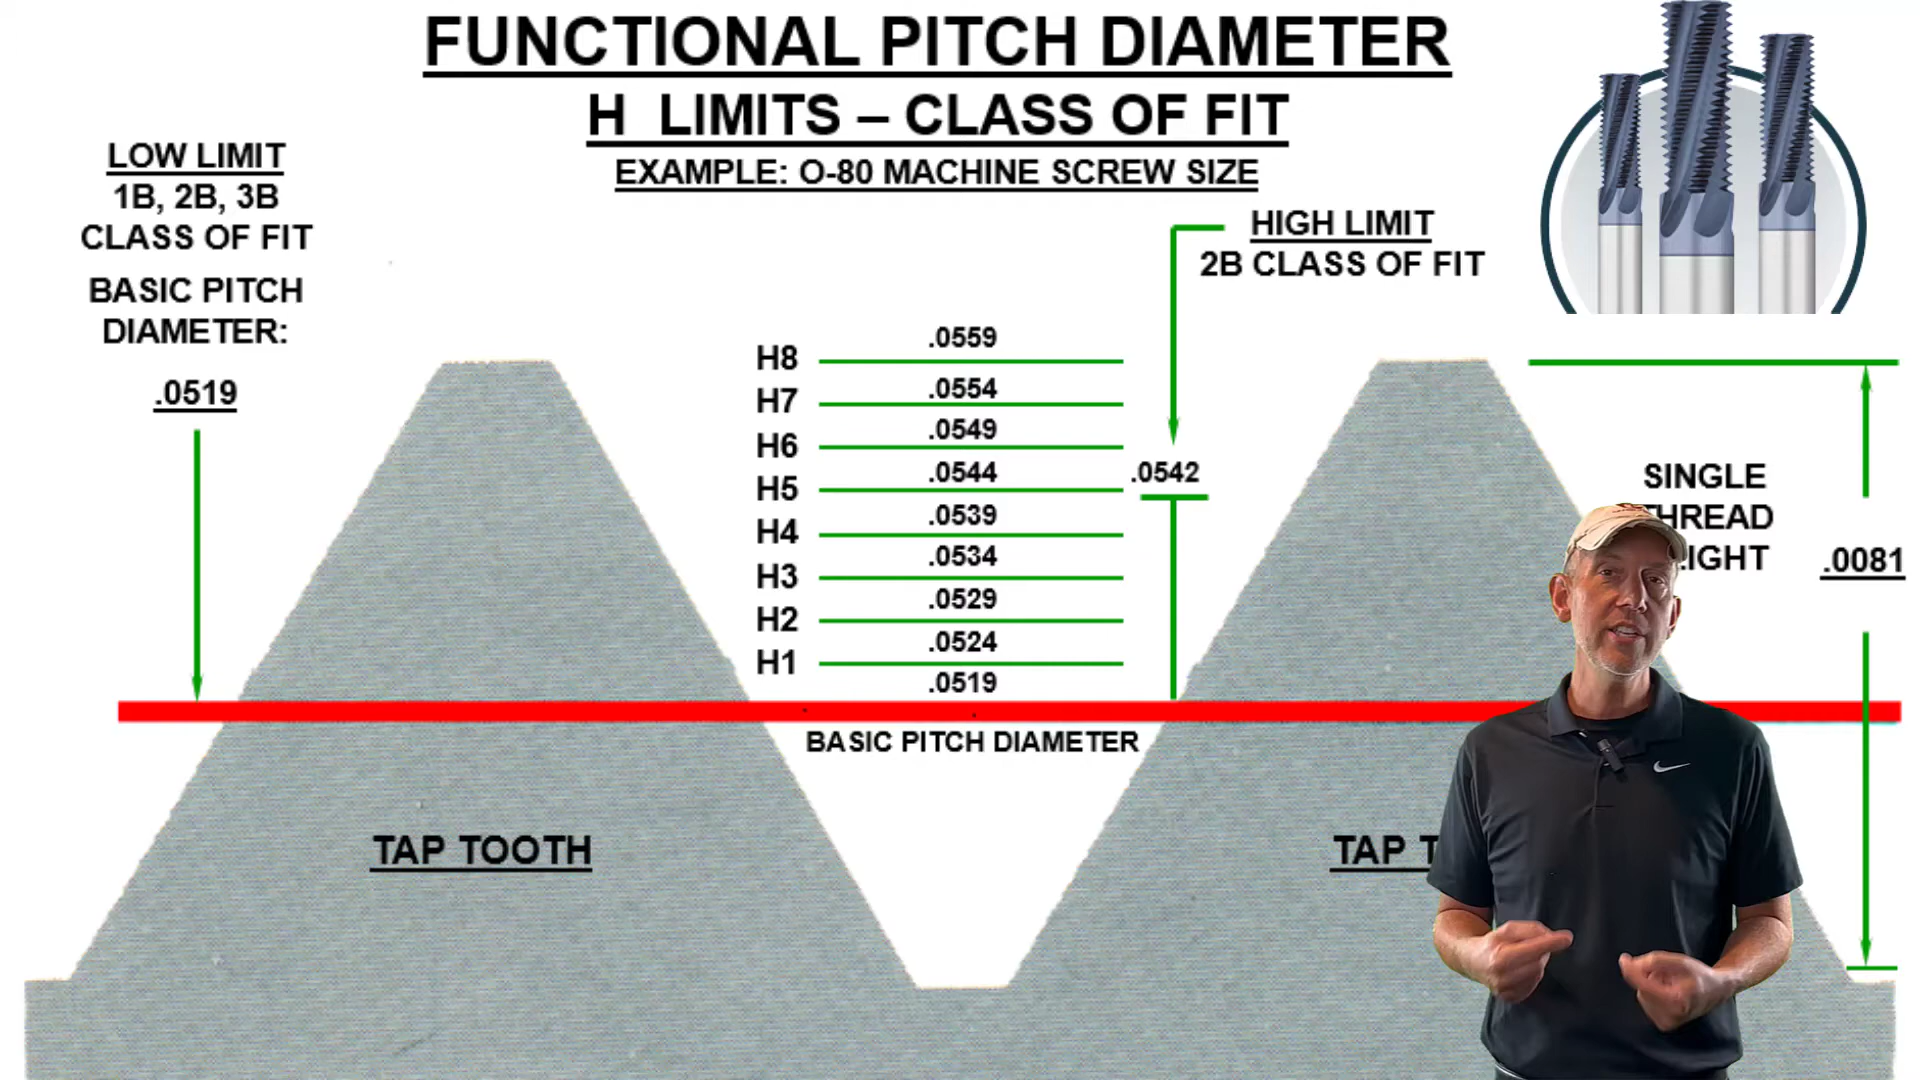 FUNCTIONAL PITCH DIAMETER
H LIMITS – CLASS OF FIT
EXAMPLE: O-80 MACHINE SCREW SIZE
LOW LIMIT
1B, 2B, 3B
CLASS OF FIT
BASIC PITCH
DIAMETER:
.0519
HIGH LIMIT
2B CLASS OF FIT
.0559
H8
.0554
H7
.0549
H6
.0544
H5
.0539
H4
.0534
H3
.0529
H2
.0524
H1
.0519
.0542
BASIC PITCH DIAMETER
SINGLE
THREAD
.0081
TAP TOOTH
TAP